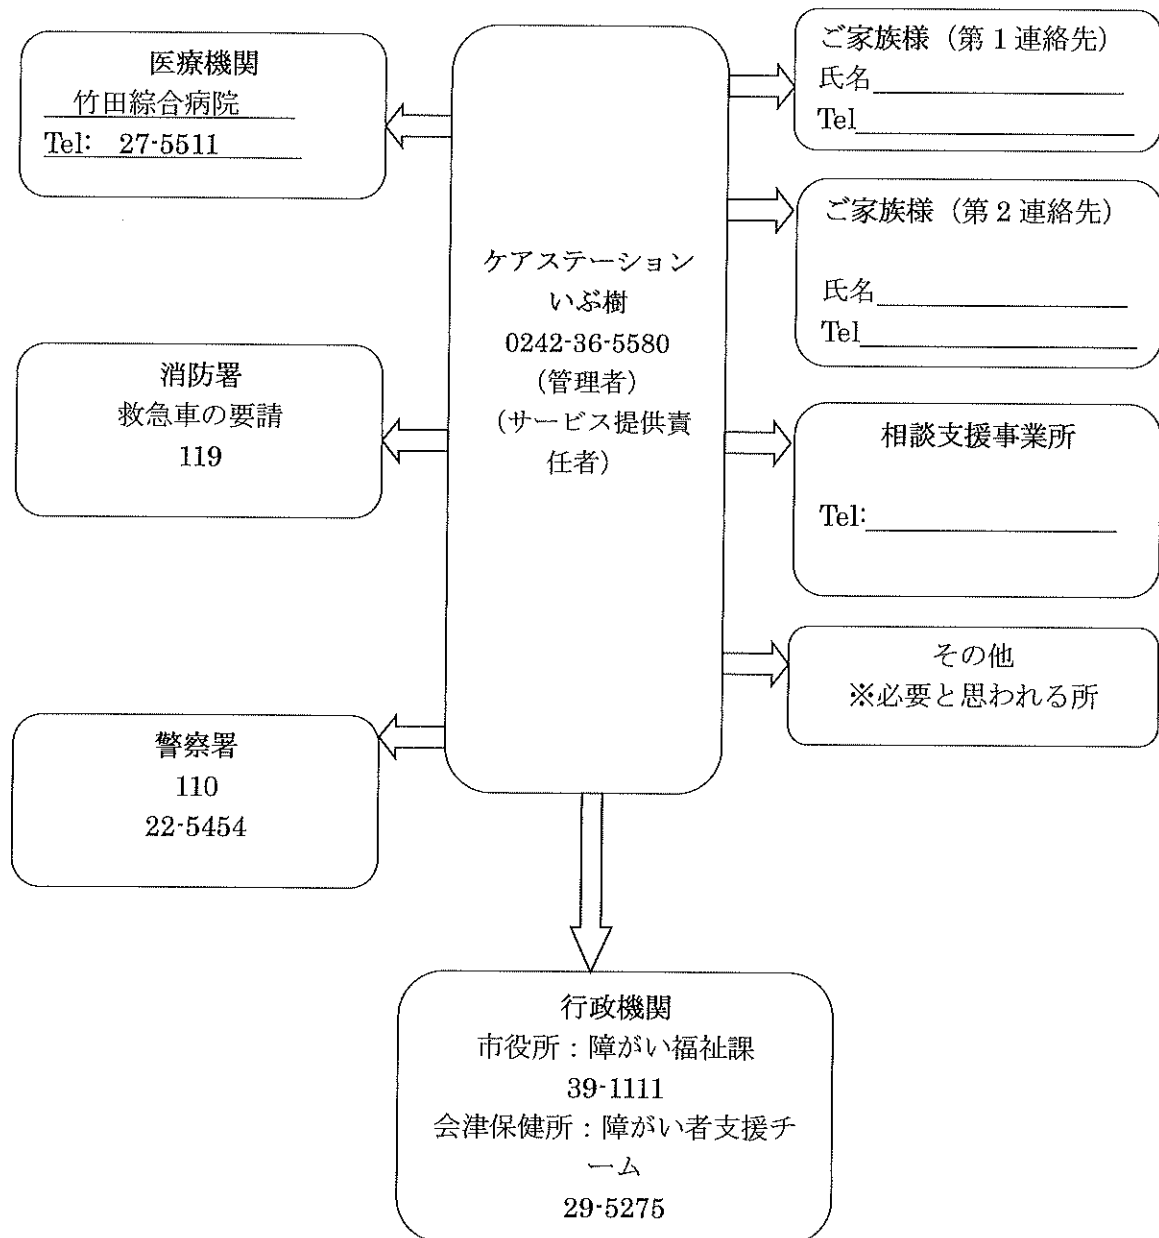 医療機関
竹田綜合病院
Tel: 27-5511
消防署
救急車の要請
119
警察署
110
22-5454
ケアステーション
いぶ樹
0242-36-5580
（管理者）
（サービス提供責
任者）
ご家族様（第１連絡先）
氏名
Tel
ご家族様（第２連絡先）
氏名
Tel
相談支援事業所
Tel:
その他
※必要と思われる所
行政機関
市役所：障がい福祉課
39-1111
会津保健所：障がい者支援チ
ーム
29-5275